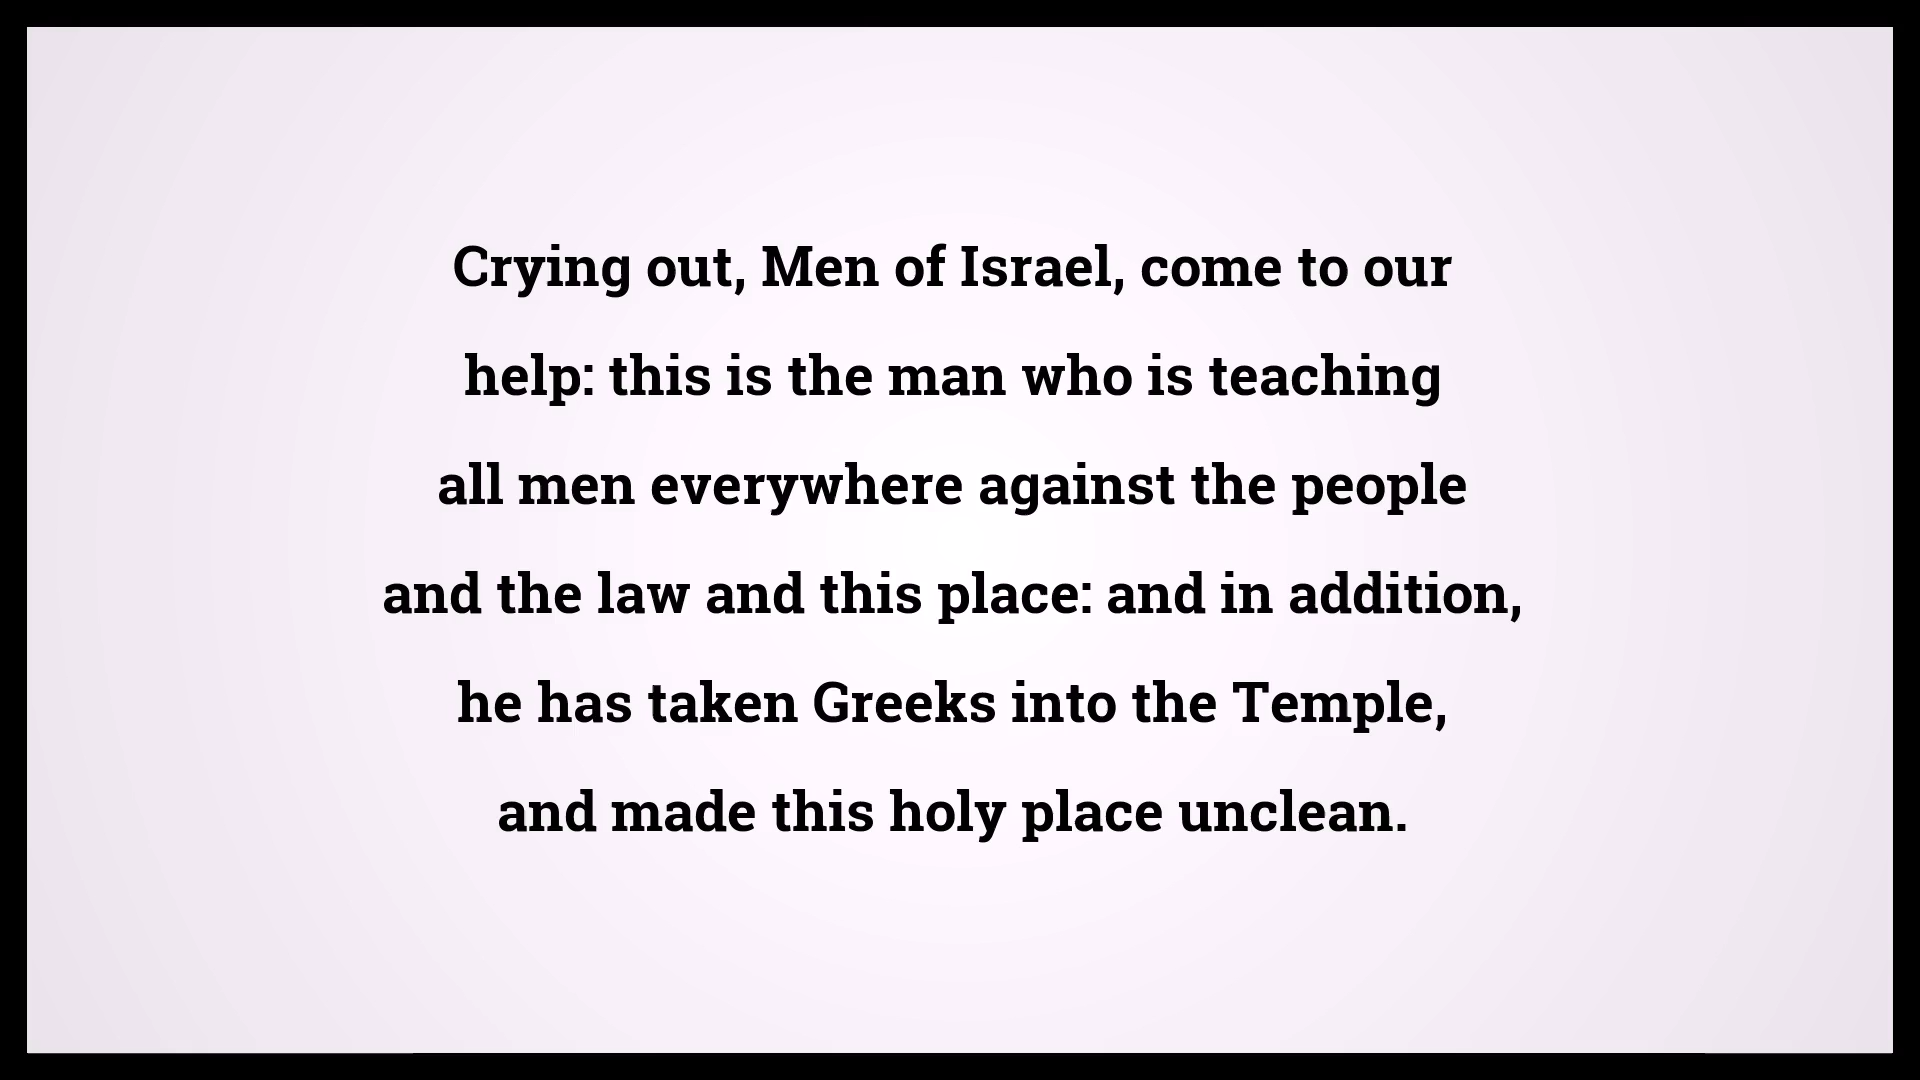 Crying out, Men of Israel, come to our
help: this is the man who is teaching
all men everywhere against the people
and the law and this place: and in addition,
he has taken Greeks into the Temple,
and made this holy place unclean.